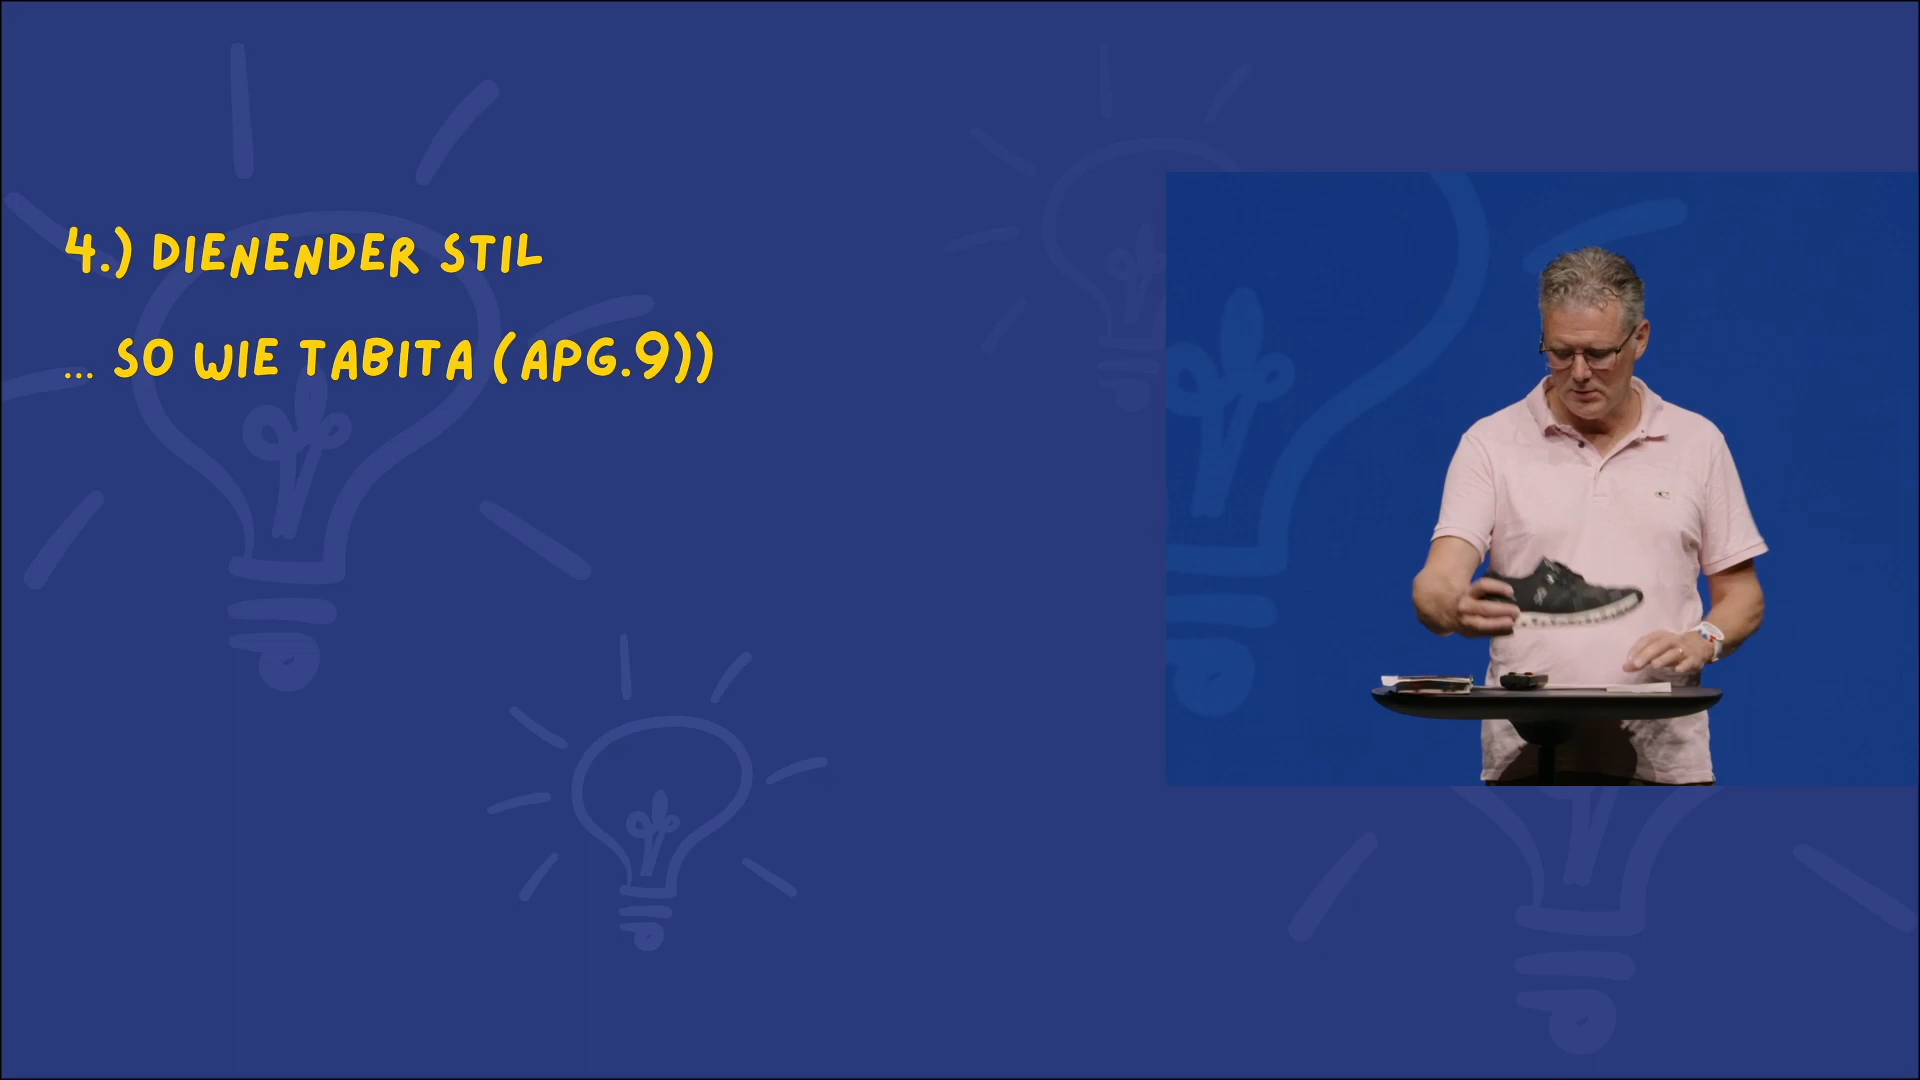 4.) DIENENDER STIL
... SO WIE TABITA (APG.9))